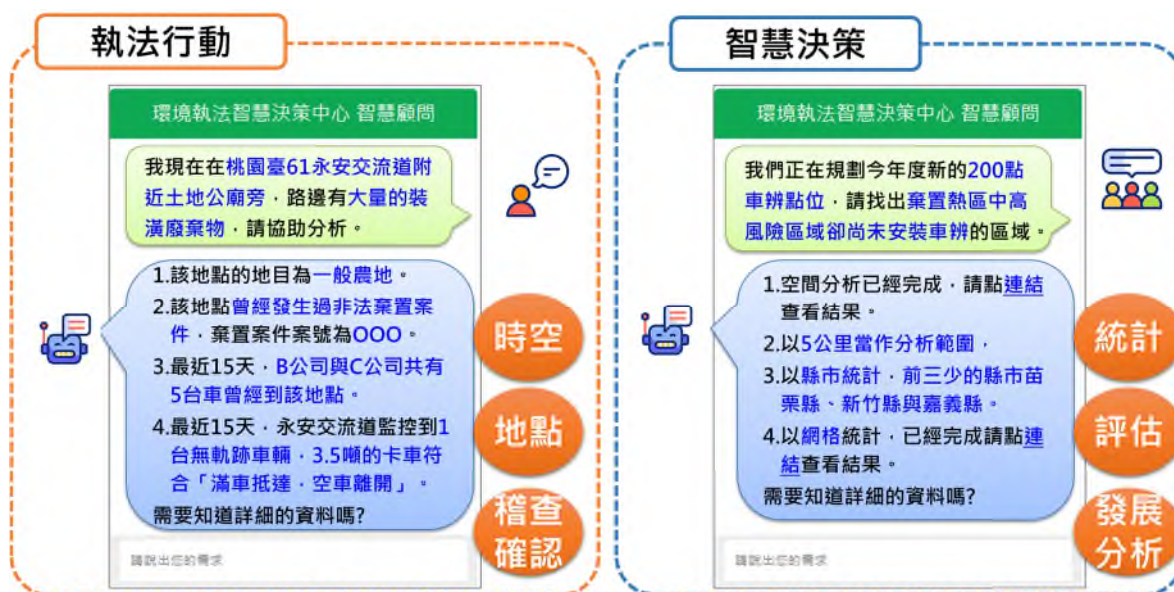 執法行動
環境執法智慧決策中心 智慧顧問
我現在在桃園臺61永安交流道附
近土地公廟旁，路邊有大量的裝
潢廢棄物，請協助分析。
1.該地點的地目為一般農地。
2.該地點曾經發生過非法棄置案
件，棄置案件案號為OOO。
3.最近15天，B公司與C公司共有
5台車曾經到該地點。
4.最近15天，永安交流道監控到1
台無軌跡車輛，3.5噸的卡車符
合「滿車抵達，空車離開」。
需要知道詳細的資料嗎?
請說出您的需求
時空
地點
稽查
確認
智慧決策
環境執法智慧決策中心 智慧顧問
我們正在規劃今年度新的200點
車辨點位，請找出棄置熱區中高
風險區域卻尚未安裝車辨的區域。
1.空間分析已經完成，請點連結
查看結果。
2.以5公里當作分析範圍，
3.以縣市統計，前三少的縣市苗
栗縣、新竹縣與嘉義縣。
4.以網格統計，已經完成請點連
結查看結果。
需要知道詳細的資料嗎?
請說出您的需求
統計
評估
發展
分析